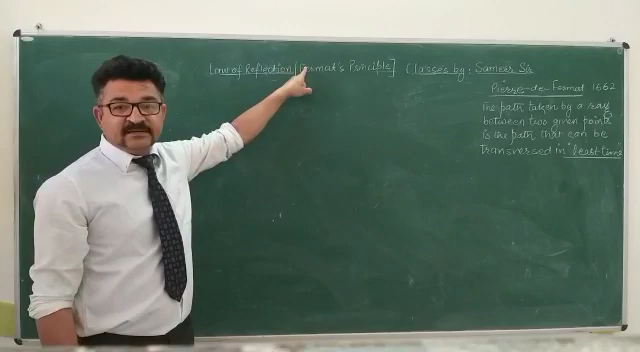 Law of Reflection [Fermat's Principle] Classes by: Sameer Sir
Pierre-de-Fermat 1662
The path taken by a ray
between two given points
is the path that can be
transversed in "least time"